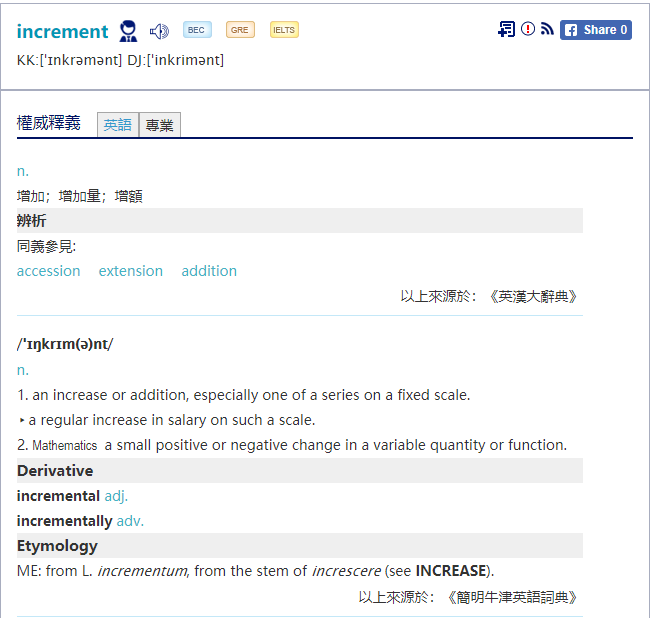 increment BEC GRE IELTS Share 0
KK:['ɪnkrəmənt] DJ:['inkrimənt]
權威釋義 英語 專業
n.
增加；增加量；增額
辨析
同義參見:
accession extension addition
以上來源於：《英漢大辭典》
/'ɪŋkrɪm(ə)nt/
n.
1. an increase or addition, especially one of a series on a fixed scale.
‣a regular increase in salary on such a scale.
2. Mathematics a small positive or negative change in a variable quantity or function.
Derivative
incremental adj.
incrementally adv.
Etymology
ME: from L. incrementum, from the stem of increscere (see INCREASE).
以上來源於：《簡明牛津英語詞典》